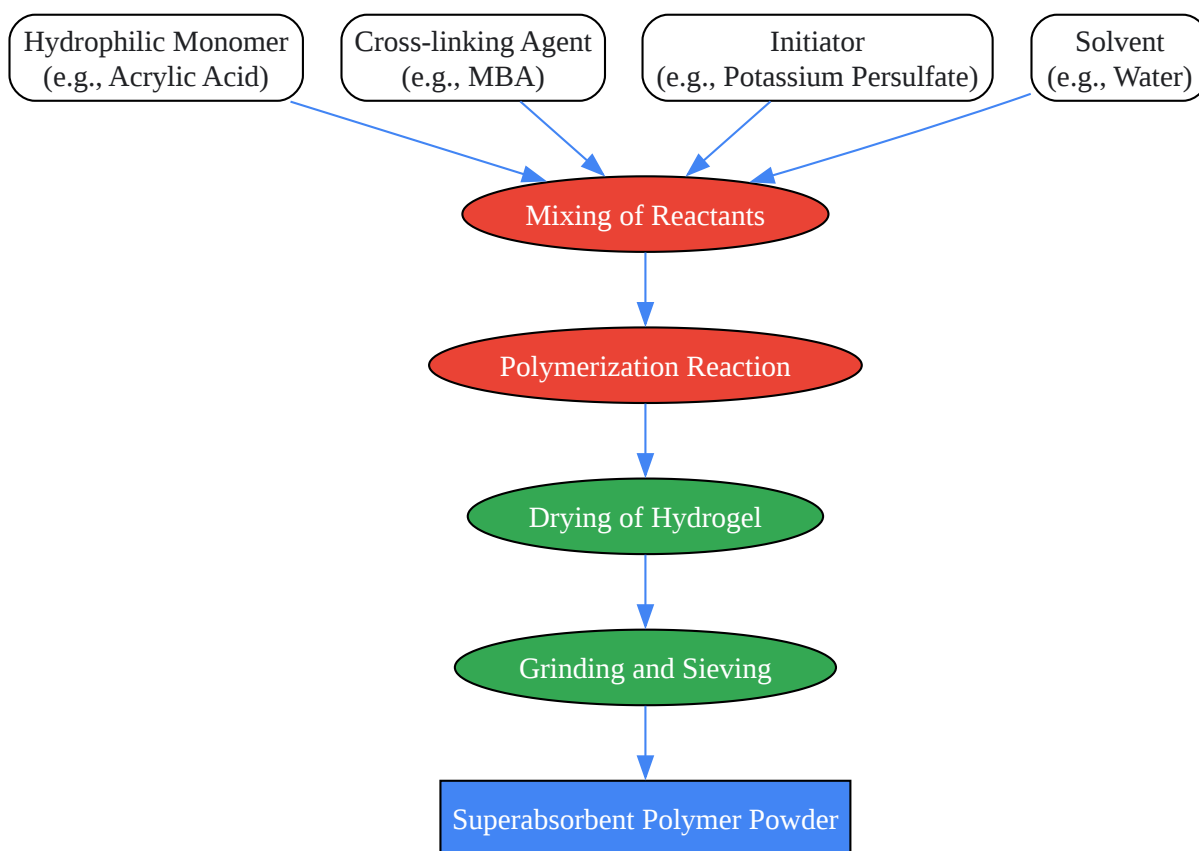 Hydrophilic Monomer
(e.g., Acrylic Acid)
Cross-linking Agent
(e.g., MBA)
Initiator
(e.g., Potassium Persulfate)
Solvent
(e.g., Water)
Mixing of Reactants
Polymerization Reaction
Drying of Hydrogel
Grinding and Sieving
Superabsorbent Polymer Powder